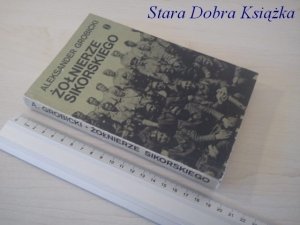 Stara Dobra Książka
ALEKSANDER GROBICKI
ŻOŁNIERZE
SIKORSKIEGO
A. GROBICKI - ŻOŁNIERZE SIKORSKIEGO